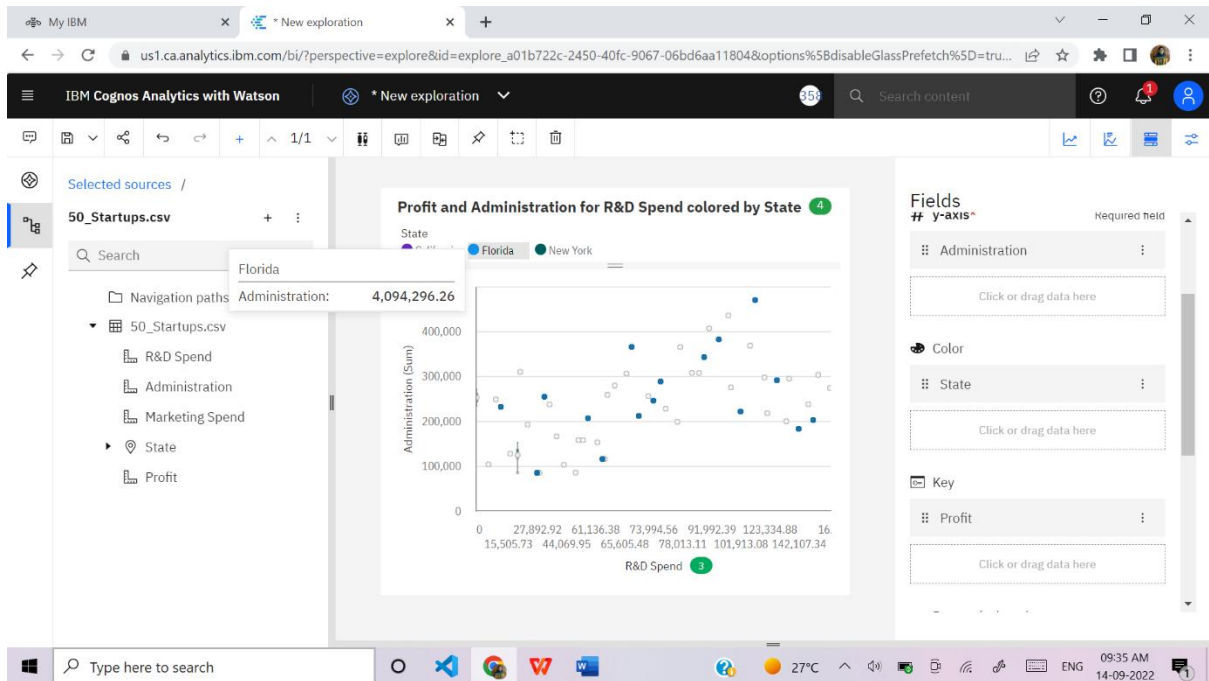 My IBM
* New exploration
us1.ca.analytics.ibm.com/bi/?perspective=explore&id=explore_a01b722c-2450-40fc-9067-06bd6aa11804&options%5BdisableGlassPrefetch%5D=tru...
IBM Cognos Analytics with Watson
* New exploration
358
Search content
1
1/1
Selected sources /
50_Startups.csv
Search
Navigation paths
50_Startups.csv
R&D Spend
Administration
Marketing Spend
State
Profit
Florida
Administration: 4,094,296.26
Profit and Administration for R&D Spend colored by State 4
State
Florida New York
Administration (Sum)
400,000
300,000
200,000
100,000
0
0 27,892.92 61,136.38 73,994.56 91,992.39 123,334.88 16
15,505.73 44,069.95 65,605.48 78,013.11 101,913.08 142,107.34
R&D Spend 3
Fields
y-axis* Required field
Administration
Click or drag data here
Color
State
Click or drag data here
Key
Profit
Click or drag data here
Type here to search
27°C
ENG
09:35 AM
14-09-2022
1